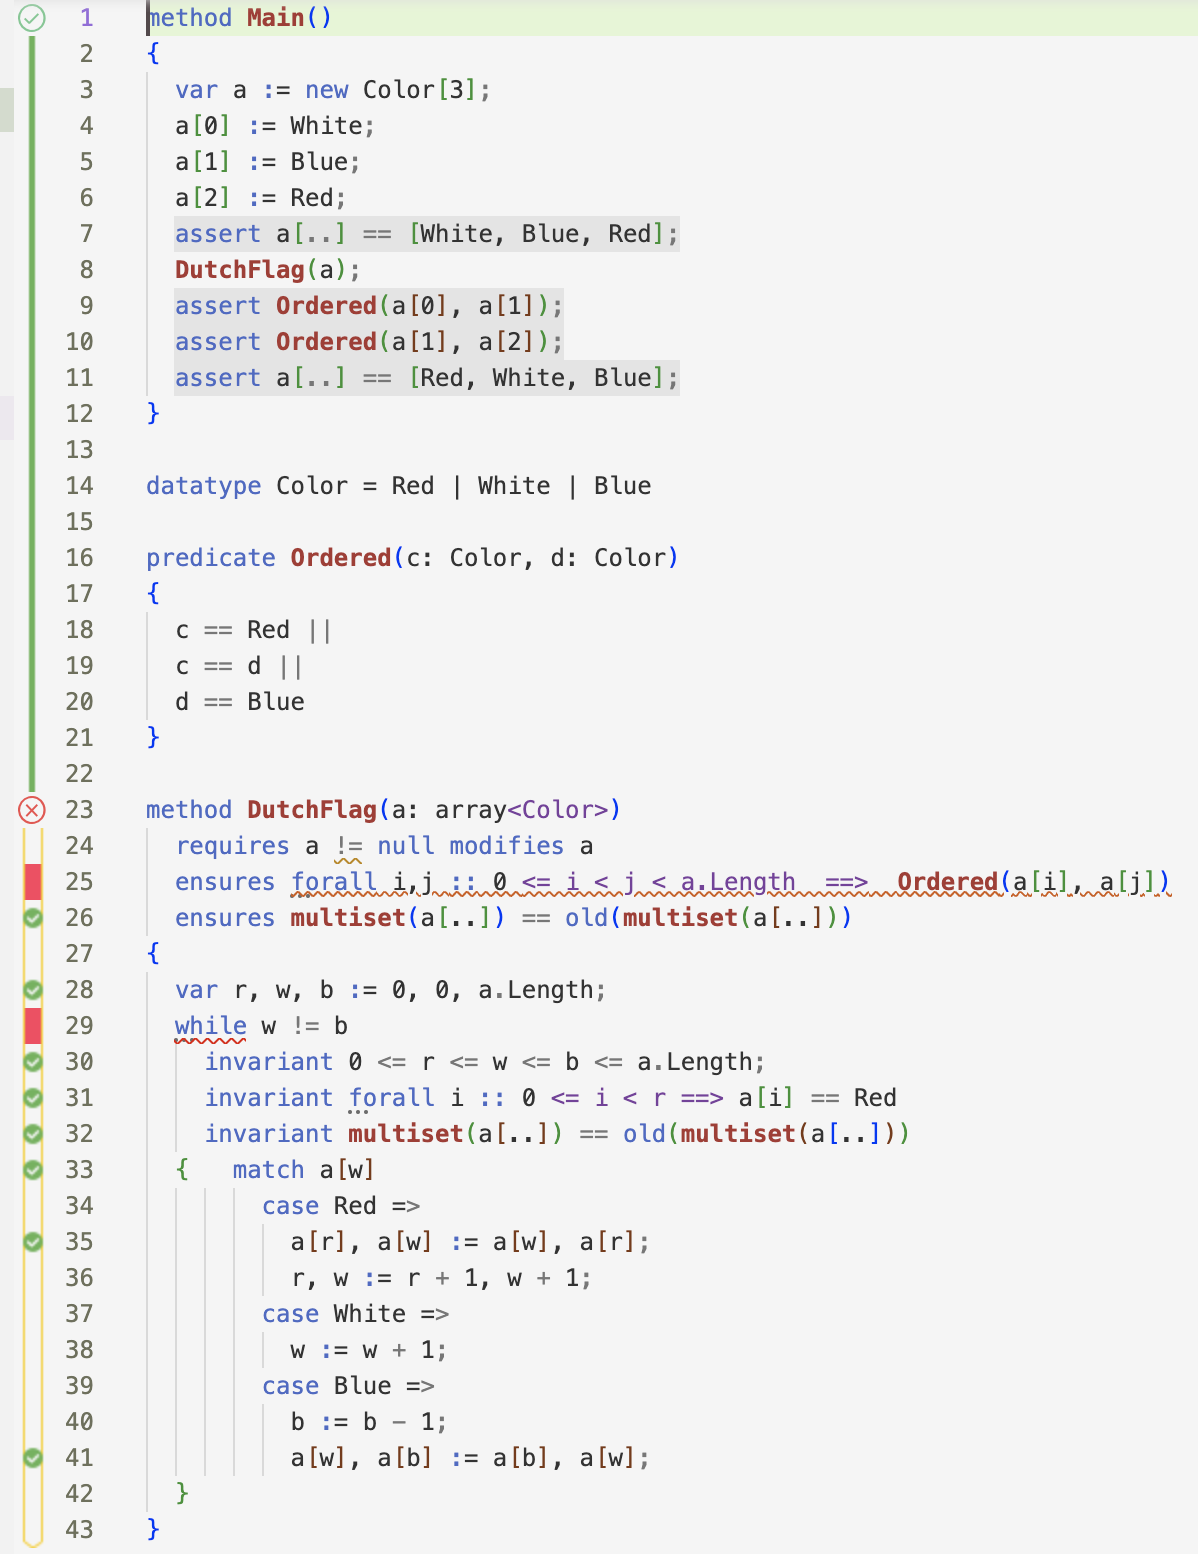 1 method Main()
2 {
3 var a := new Color[3];
4 a[0] := White;
5 a[1] := Blue;
6 a[2] := Red;
7 assert a[..] == [White, Blue, Red];
8 DutchFlag(a);
9 assert Ordered(a[0], a[1]);
10 assert Ordered(a[1], a[2]);
11 assert a[..] == [Red, White, Blue];
12 }
13
14 datatype Color = Red | White | Blue
15
16 predicate Ordered(c: Color, d: Color)
17 {
18 c == Red ||
19 c == d ||
20 d == Blue
21 }
22
23 method DutchFlag(a: array<Color>)
24 requires a != null modifies a
25 ensures forall i,j :: 0 <= i < j < a.Length ==> Ordered(a[i], a[j])
26 ensures multiset(a[..]) == old(multiset(a[..]))
27 {
28 var r, w, b := 0, 0, a.Length;
29 while w != b
30 invariant 0 <= r <= w <= b <= a.Length;
31 invariant forall i :: 0 <= i < r ==> a[i] == Red
32 invariant multiset(a[..]) == old(multiset(a[..]))
33 { match a[w]
34 case Red =>
35 a[r], a[w] := a[w], a[r];
36 r, w := r + 1, w + 1;
37 case White =>
38 w := w + 1;
39 case Blue =>
40 b := b - 1;
41 a[w], a[b] := a[b], a[w];
42 }
43 }